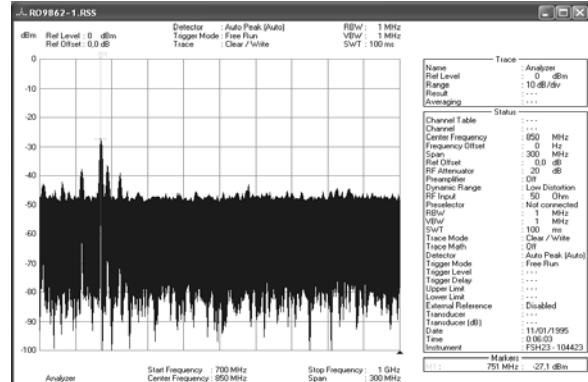 RO9862-1.RSS
dBm Ref Level : 0 dBm
Ref Offset : 0,0 dB
Detector : Auto Peak (Auto)
Trigger Mode : Free Run
Trace : Clear / Write
RBW : 1 MHz
VBW : 1 MHz
SWT : 100 ms
0
-10
-20
-30
-40
-50
-60
-70
-80
-90
-100
Start Frequency : 700 MHz
Center Frequency : 850 MHz
Stop Frequency : 1 GHz
Span : 300 MHz
Analyzer
Trace
Name : Analyzer
Ref Level : 0 dBm
Range : 10 dB/div
Result : - - -
Averaging : - - -
Status
Channel Table : - - -
Channel : - - -
Center Frequency : 850 MHz
Frequency Offset : 0 Hz
Span : 300 MHz
Ref Offset : 0,0 dB
RF Attenuator : 20 dB
Preamplifier : Off
Dynamic Range : Low Distortion
RF Input : 50 Ohm
Preselector : Not connected
RBW : 1 MHz
VBW : 1 MHz
SWT : 100 ms
Trace Mode : Clear / Write
Trace Math : Off
Detector : Auto Peak (Auto)
Trigger Mode : Free Run
Trigger Level : - - -
Trigger Delay : - - -
Upper Limit : - - -
Lower Limit : - - -
External Reference : Disabled
Transducer : - - -
Transducer (dB) : - - -
Date : 11/01/1995
Time : 0:06:03
Instrument : FSH23 - 104423
Markers
M1 : 751 MHz : -27,1 dBm